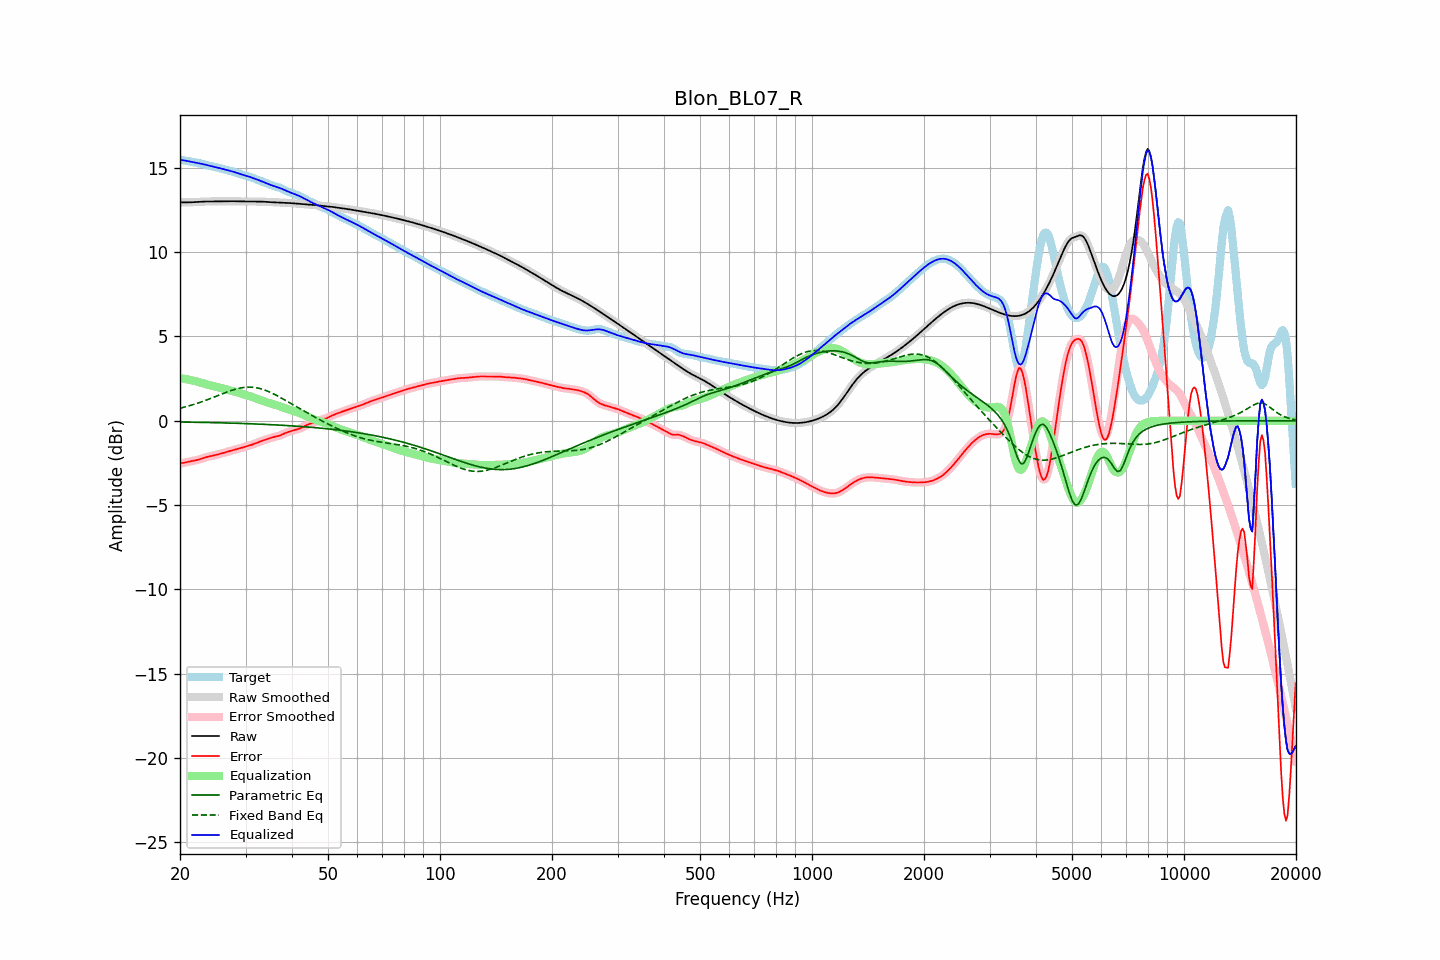 Blon_BL07_R
Amplitude (dBr)
15
10
5
0
−5
−10
−15
−20
−25
Target
Raw Smoothed
Error Smoothed
Raw
Error
Equalization
Parametric Eq
Fixed Band Eq
Equalized
20 50 100 200 500 1000 2000 5000 10000 20000
Frequency (Hz)